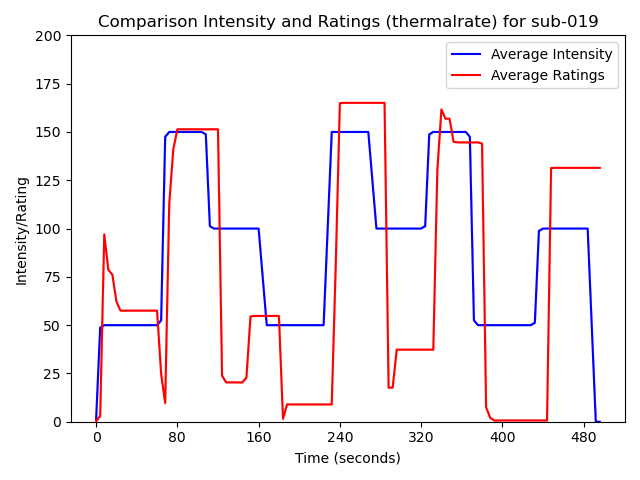 Comparison Intensity and Ratings (thermalrate) for sub-019
200
175
150
125
100
75
50
25
0
Intensity/Rating
Average Intensity
Average Ratings
0 80 160 240 320 400 480
Time (seconds)